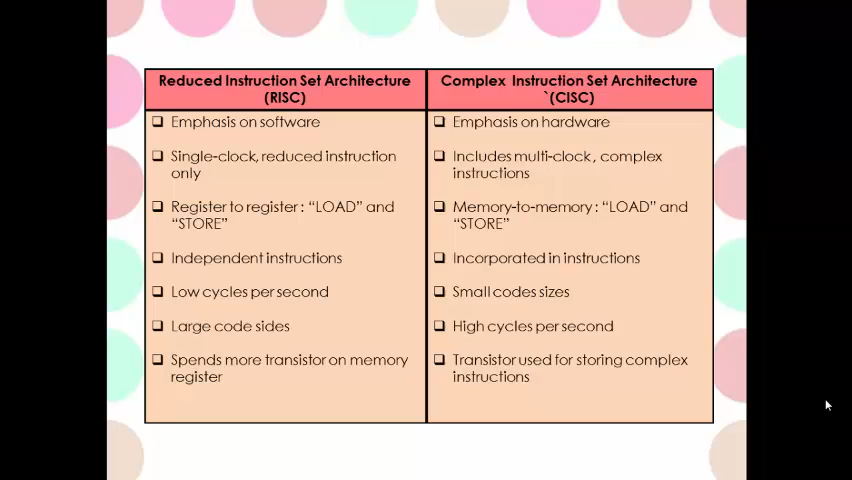 Reduced Instruction Set Architecture
(RISC)
Emphasis on software
Single-clock, reduced instruction
only
Register to register : “LOAD” and
“STORE”
Independent instructions
Low cycles per second
Large code sides
Spends more transistor on memory
register
Complex Instruction Set Architecture
`(CISC)
Emphasis on hardware
Includes multi-clock , complex
instructions
Memory-to-memory : “LOAD” and
“STORE”
Incorporated in instructions
Small codes sizes
High cycles per second
Transistor used for storing complex
instructions